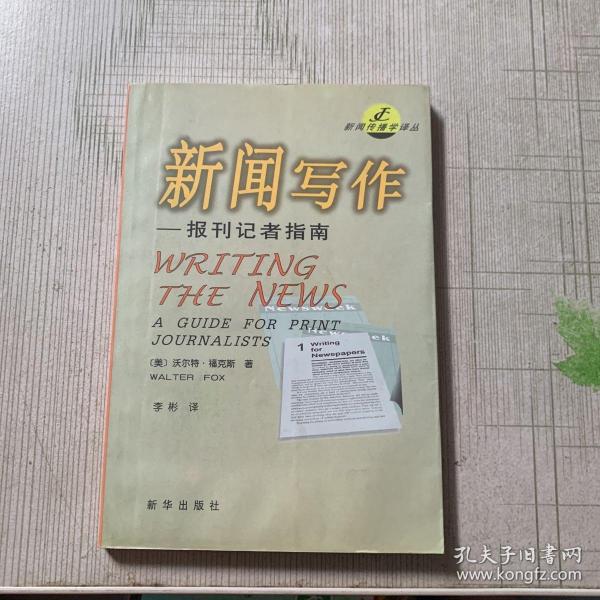 JC
新闻传播学译丛
新闻写作
—报刊记者指南
WRITING
THE NEWS
A GUIDE FOR PRINT
JOURNALISTS
Newsweek
1 Writing
for
Newspapers
〔美〕沃尔特·福克斯 著
WALTER FOX
李彬 译
新华出版社
孔夫子旧书网
www.kongfz.com